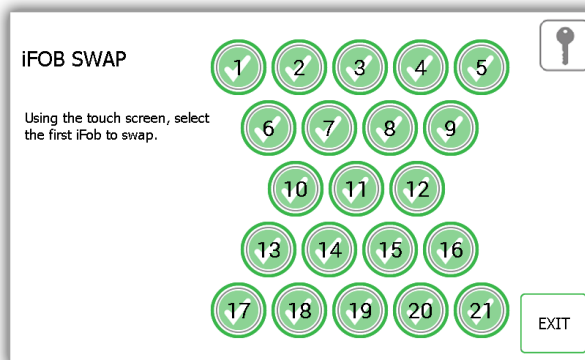 iFOB SWAP
Using the touch screen, select
the first iFob to swap.
1 2 3 4 5
6 7 8 9
10 11 12
13 14 15 16
17 18 19 20 21
EXIT